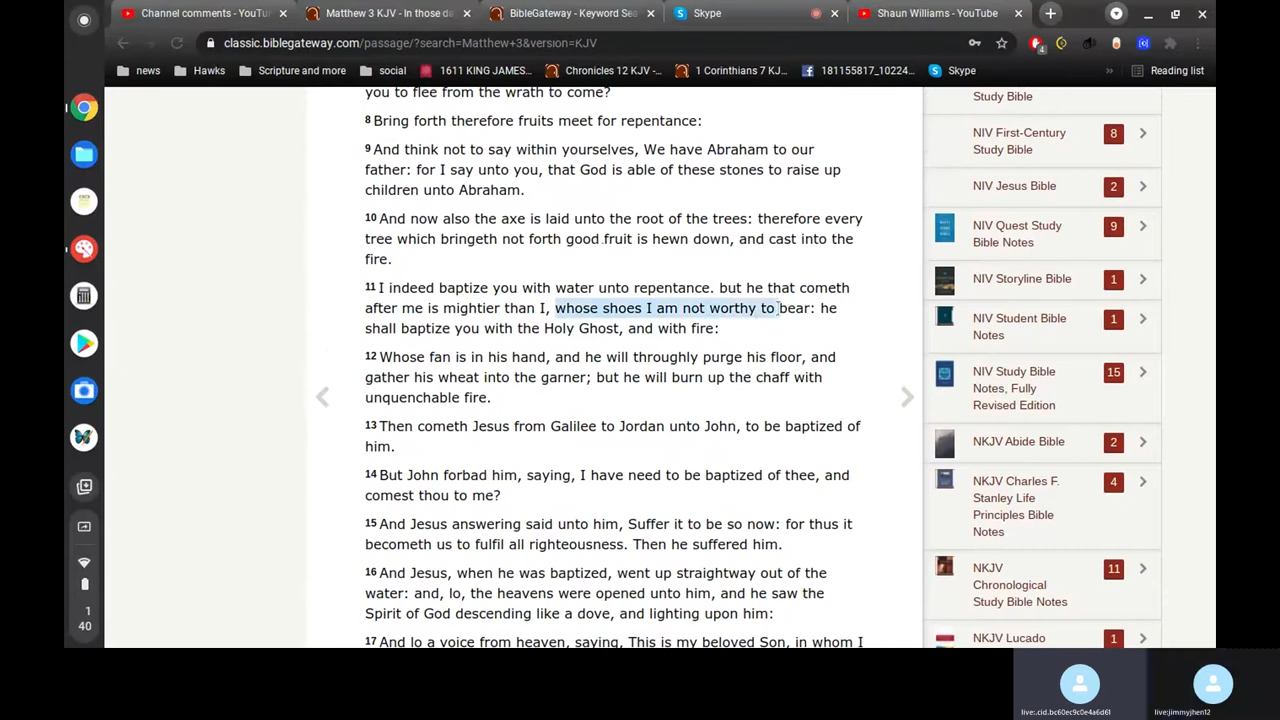 Channel comments - YouTu
Matthew 3 KJV - In those da
BibleGateway - Keyword Sea
Skype
Shaun Williams - YouTube
classic.biblegateway.com/passage/?search=Matthew+3&version=KJV
4
news
Hawks
Scripture and more
social
1611 KING JAMES...
Chronicles 12 KJV -...
1 Corinthians 7 KJ...
181155817_10224...
Skype
»
Reading list
you to flee from the wrath to come?
8 Bring forth therefore fruits meet for repentance:
9 And think not to say within yourselves, We have Abraham to our
father: for I say unto you, that God is able of these stones to raise up
children unto Abraham.
10 And now also the axe is laid unto the root of the trees: therefore every
tree which bringeth not forth good fruit is hewn down, and cast into the
fire.
11 I indeed baptize you with water unto repentance. but he that cometh
after me is mightier than I, whose shoes I am not worthy to bear: he
shall baptize you with the Holy Ghost, and with fire:
12 Whose fan is in his hand, and he will throughly purge his floor, and
gather his wheat into the garner; but he will burn up the chaff with
unquenchable fire.
13 Then cometh Jesus from Galilee to Jordan unto John, to be baptized of
him.
14 But John forbad him, saying, I have need to be baptized of thee, and
comest thou to me?
15 And Jesus answering said unto him, Suffer it to be so now: for thus it
becometh us to fulfil all righteousness. Then he suffered him.
16 And Jesus, when he was baptized, went up straightway out of the
water: and, lo, the heavens were opened unto him, and he saw the
Spirit of God descending like a dove, and lighting upon him:
17 And lo a voice from heaven, saying, This is my beloved Son, in whom I
Study Bible
NIV First-Century
Study Bible
8
NIV Jesus Bible
2
NIV Quest Study
Bible Notes
9
NIV Storyline Bible
1
NIV Student Bible
Notes
1
NIV Study Bible
Notes, Fully
Revised Edition
15
NKJV Abide Bible
2
NKJV Charles F.
Stanley Life
Principles Bible
Notes
4
NKJV
Chronological
Study Bible Notes
11
NKJV Lucado
1
1
40
live:.cid.bc60ec9c0e4a6d61
live:jimmyjhen12